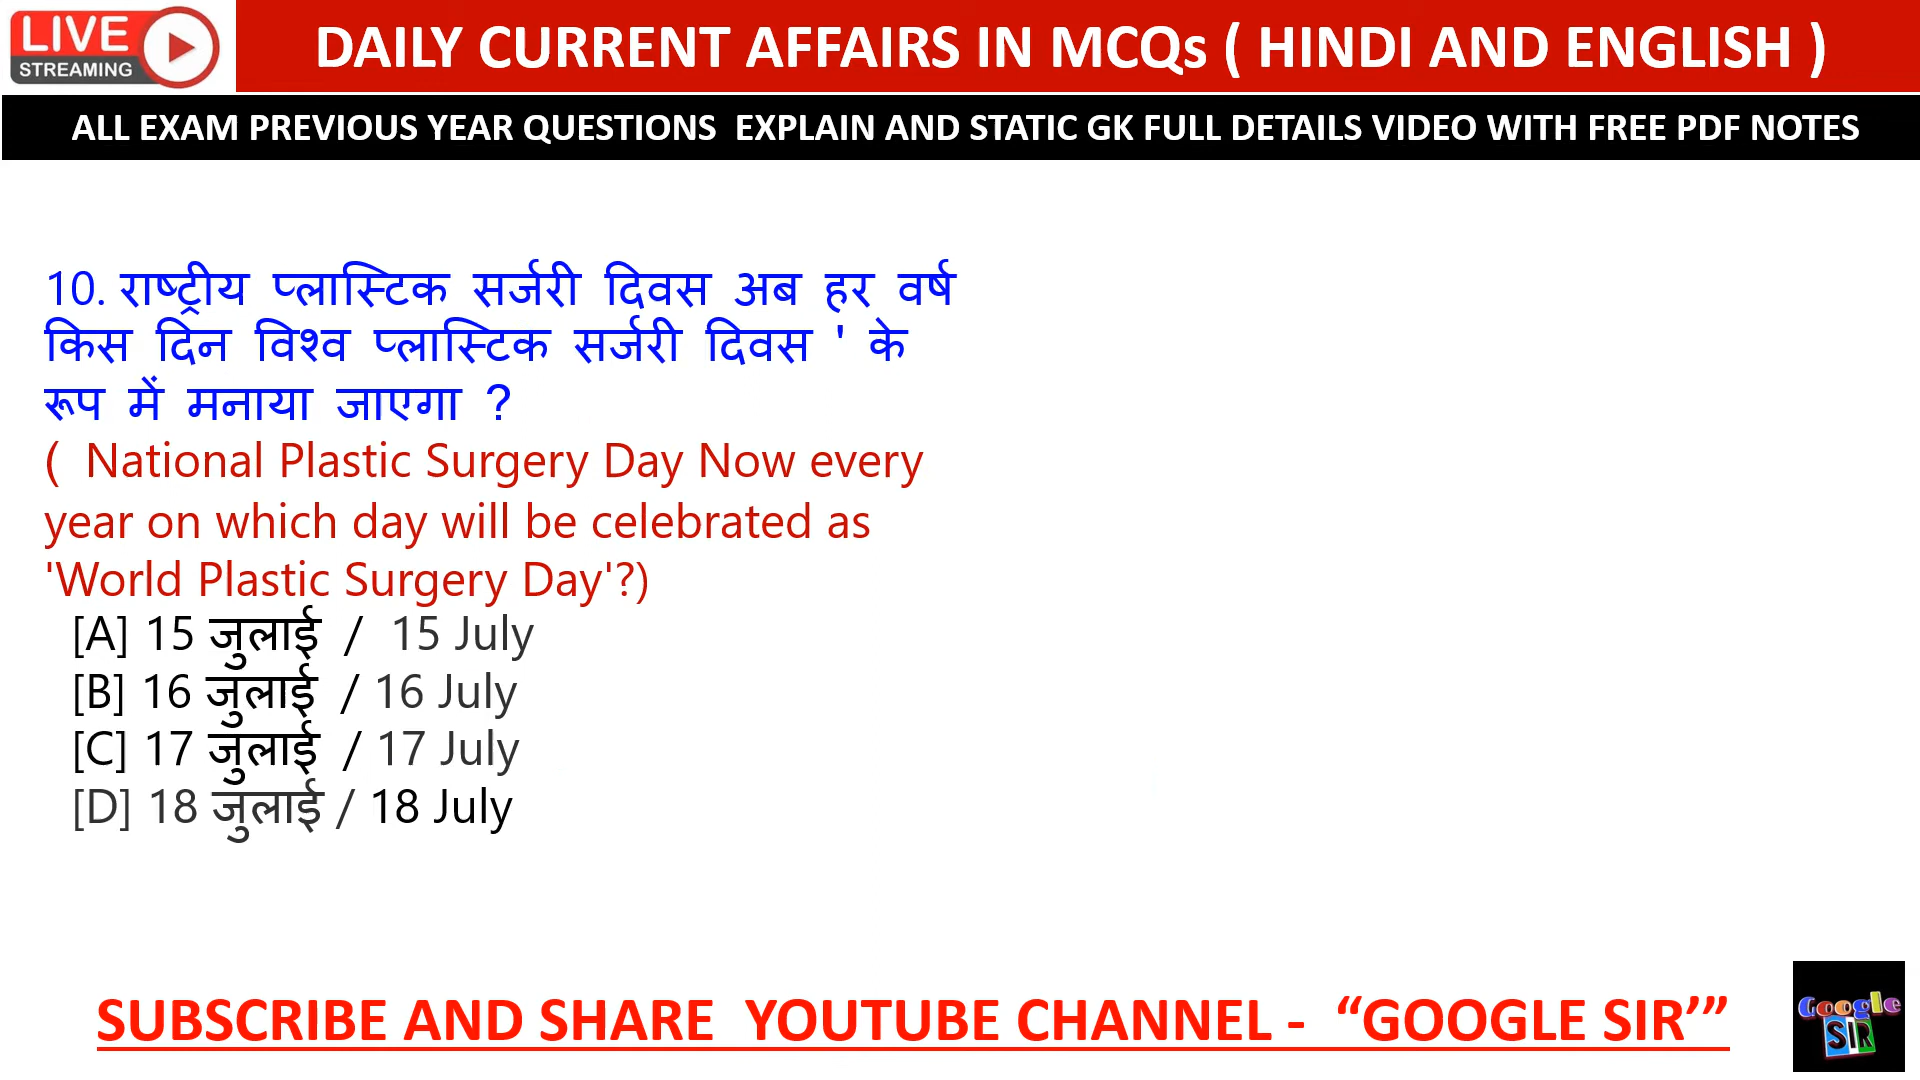 LIVE
STREAMING
DAILY CURRENT AFFAIRS IN MCQs ( HINDI AND ENGLISH )
ALL EXAM PREVIOUS YEAR QUESTIONS EXPLAIN AND STATIC GK FULL DETAILS VIDEO WITH FREE PDF NOTES
10. राष्ट्रीय प्लास्टिक सर्जरी दिवस अब हर वर्ष
किस दिन विश्व प्लास्टिक सर्जरी दिवस ' के
रूप में मनाया जाएगा ?
( National Plastic Surgery Day Now every
year on which day will be celebrated as
'World Plastic Surgery Day'?)
[A] 15 जुलाई / 15 July
[B] 16 जुलाई / 16 July
[C] 17 जुलाई / 17 July
[D] 18 जुलाई / 18 July
SUBSCRIBE AND SHARE YOUTUBE CHANNEL - “GOOGLE SIR’”
Google
SIR